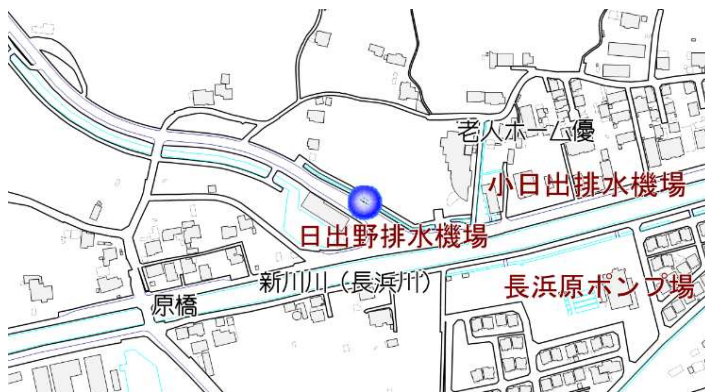 老人ホーム優
小日出排水機場
日出野排水機場
新川川（長浜川）
長浜原ポンプ場
原橋